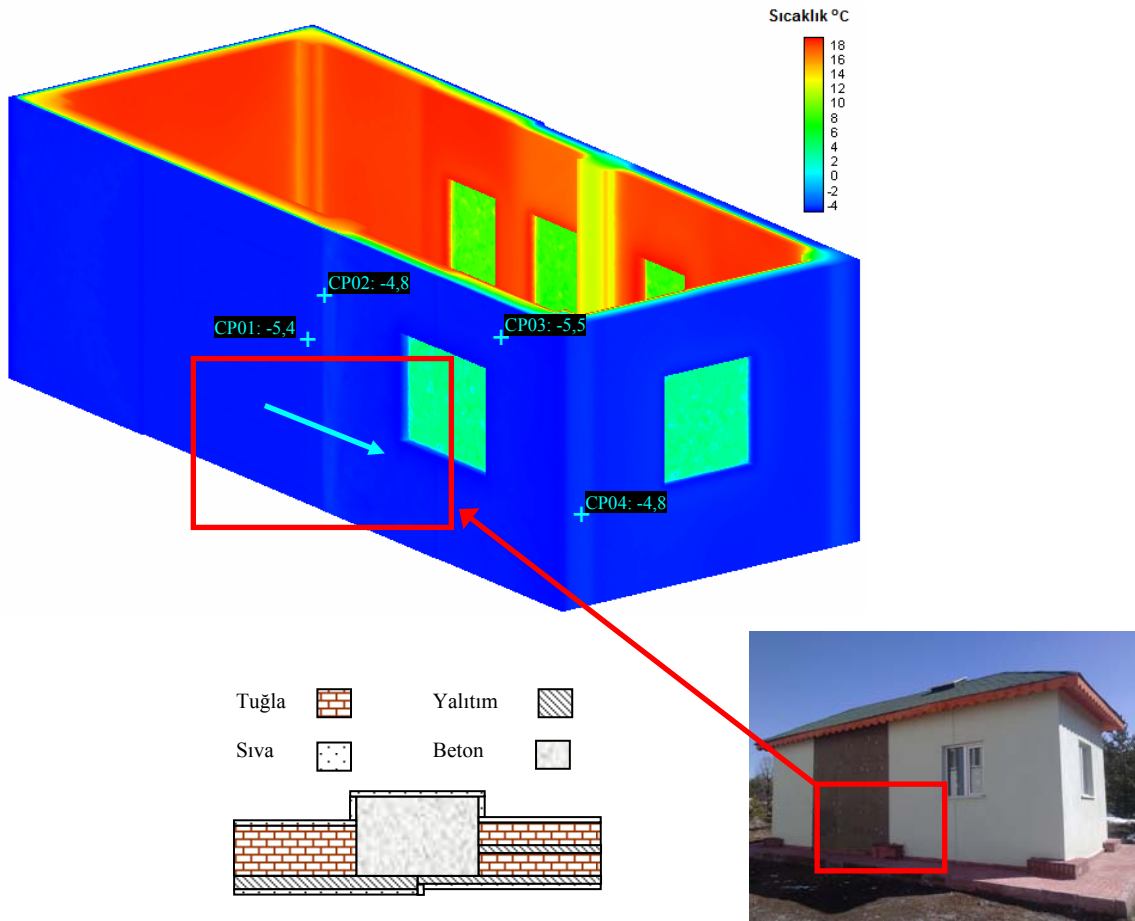 Sıcaklık °C
18
16
14
12
10
8
6
4
2
0
-2
-4
CP02: -4,8
CP01: -5,4
CP03: -5,5
CP04: -4,8
Tuğla
Yalıtım
Sıva
Beton